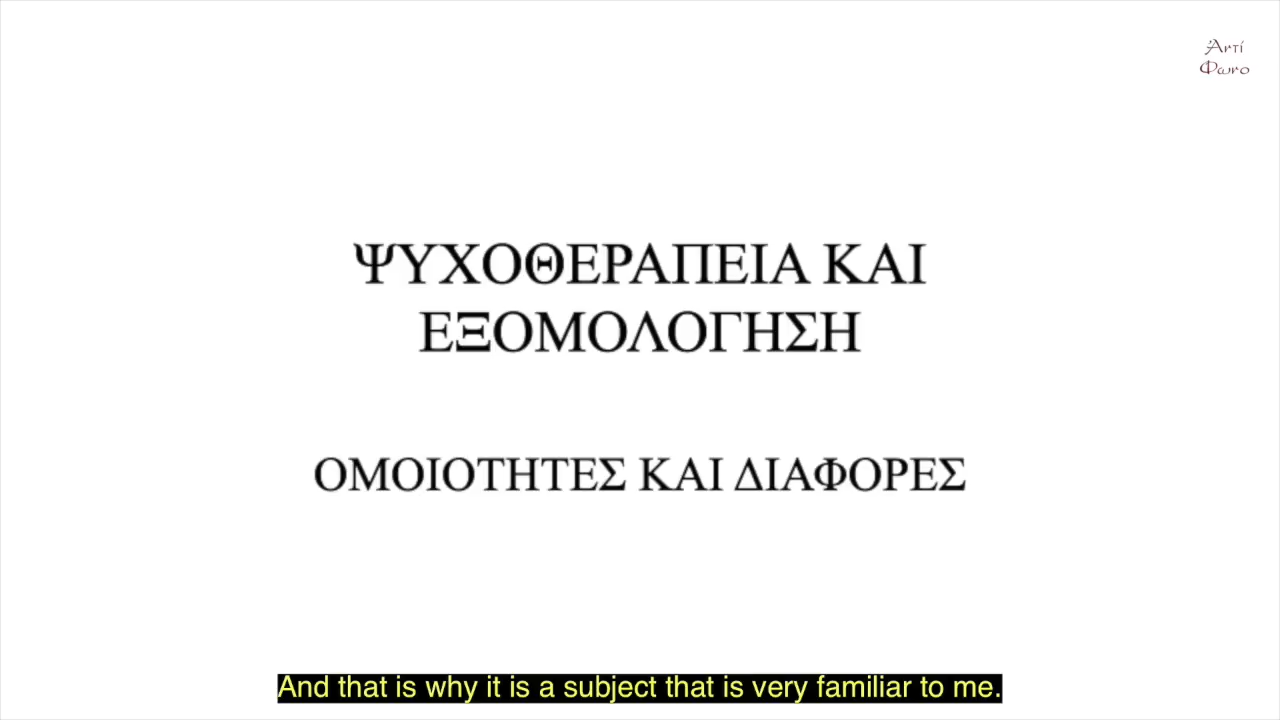 Ἀντί
Φωνο
ΨΥΧΟΘΕΡΑΠΕΙΑ ΚΑΙ
ΕΞΟΜΟΛΟΓΗΣΗ
ΟΜΟΙΟΤΗΤΕΣ ΚΑΙ ΔΙΑΦΟΡΕΣ
And that is why it is a subject that is very familiar to me.